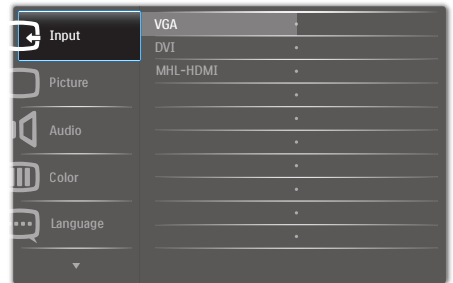 Input
Picture
Audio
Color
Language
VGA
DVI
MHL-HDMI